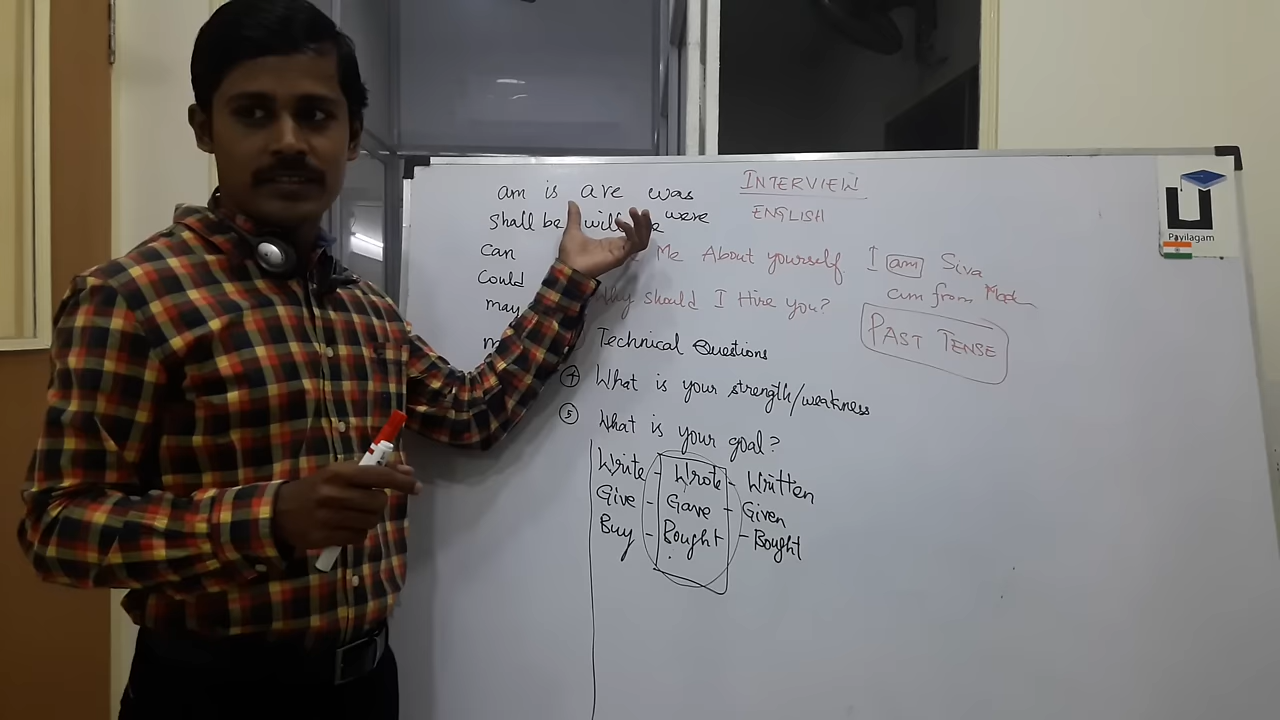 am is are was
INTERVIEW
shall be will be were
ENGLISH
can
Me About yourself
I am Siva
Could
am from
may
Why should I Hire you?
PAST TENSE
Technical Questions
④ What is your strength/weakness
⑤ What is your goal?
Write Wrote - Written
Give - Gave - Given
Buy - Bought - Bought
Payilagam